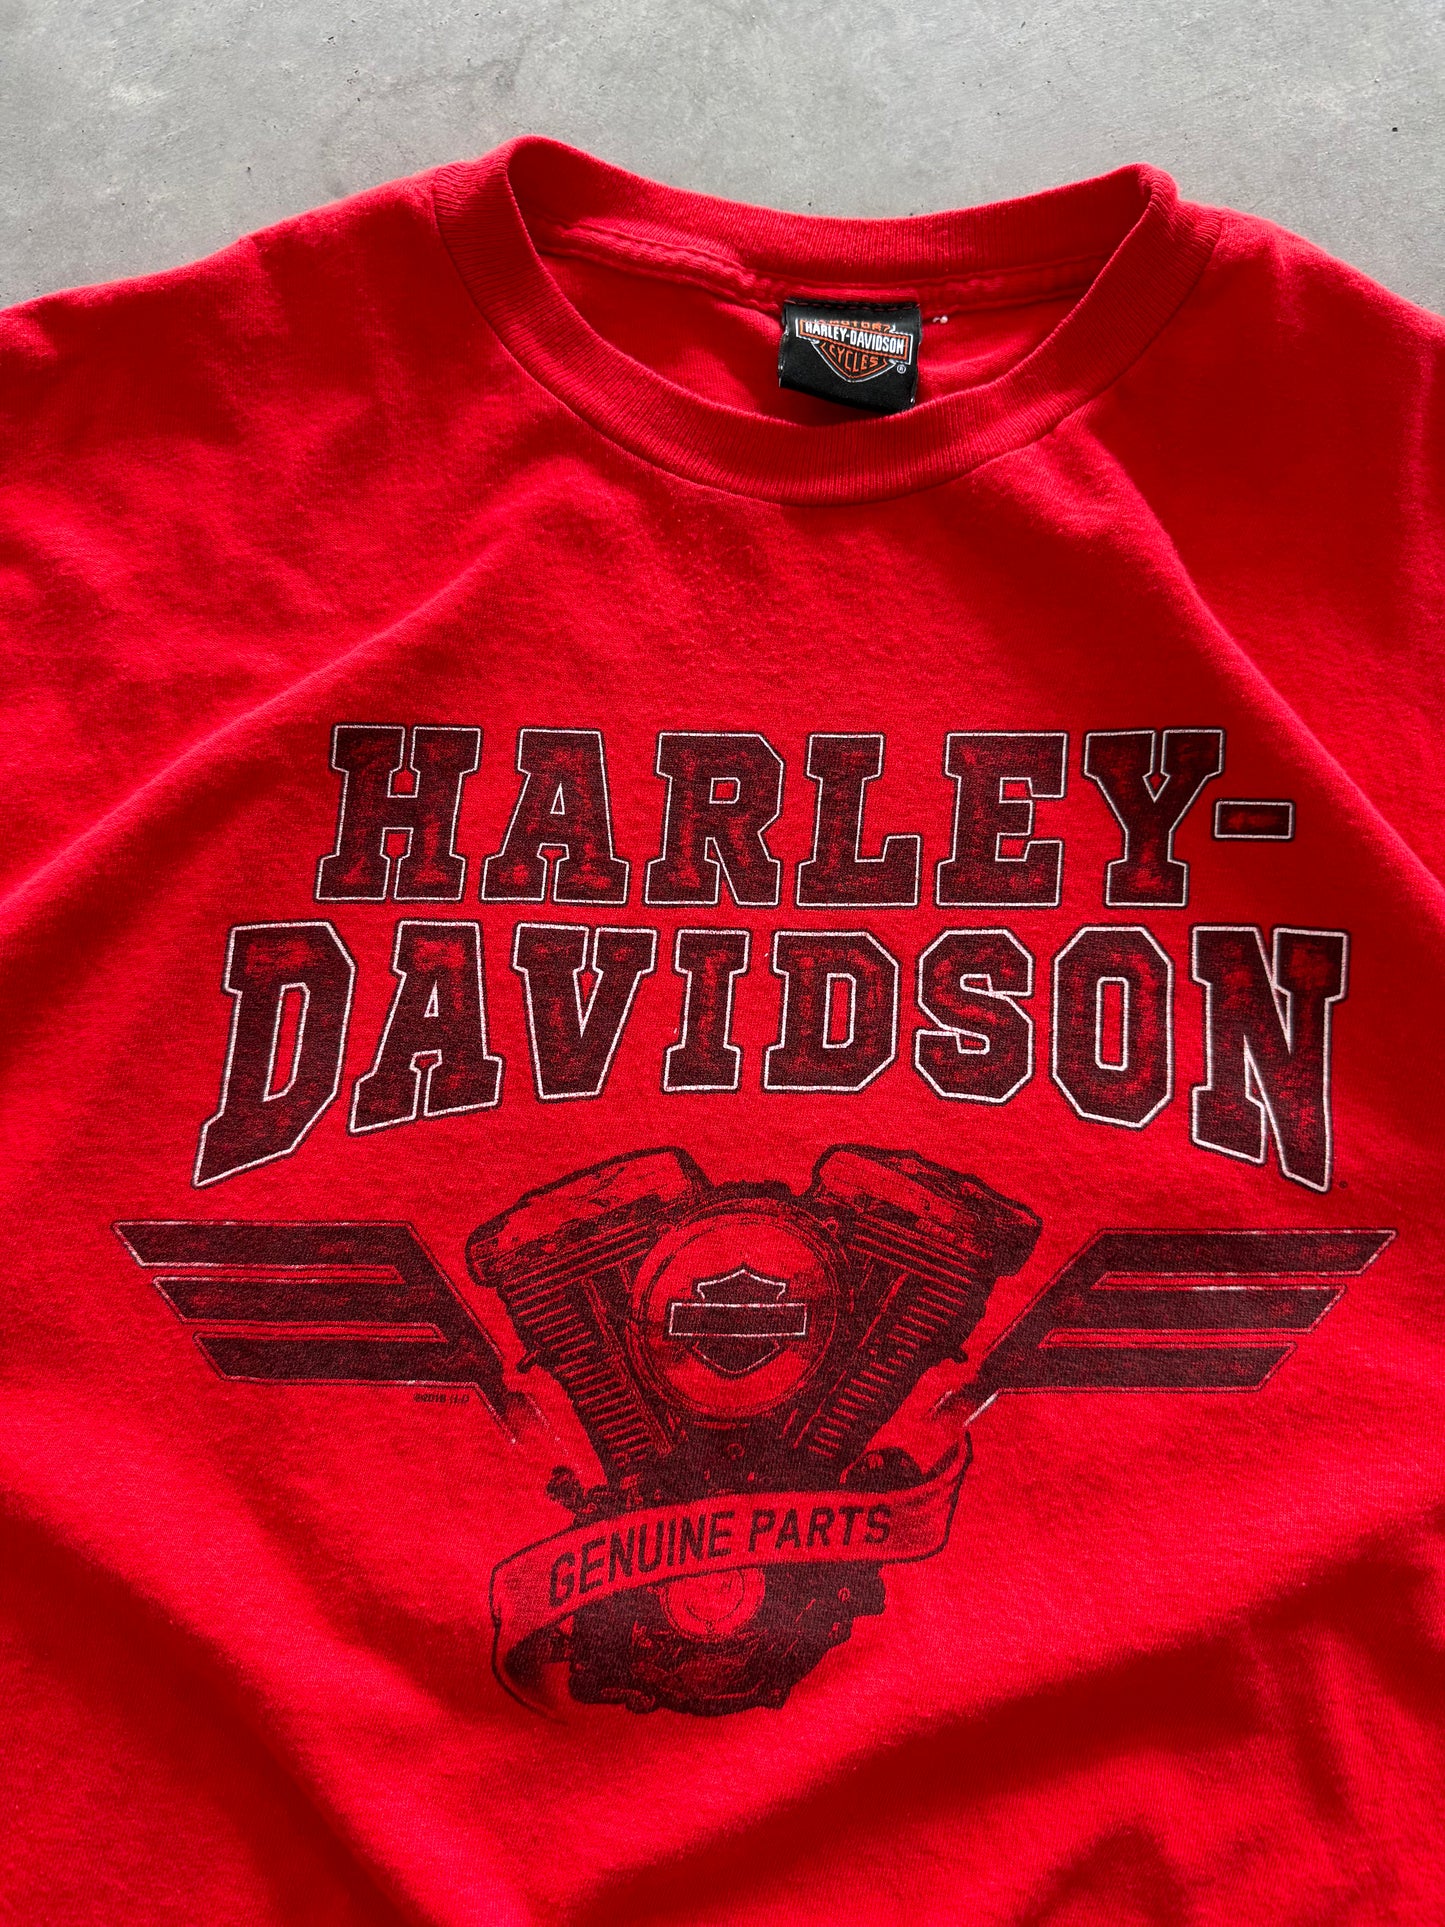 MOTOR
HARLEY-DAVIDSON
CYCLES
®
HARLEY-
DAVIDSON
GENUINE PARTS